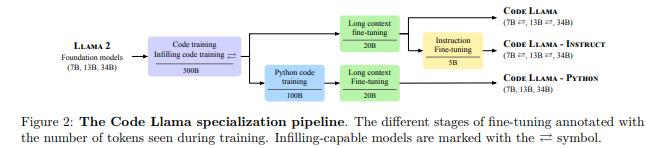 LLAMA 2
Foundation models
(7B, 13B, 34B)
Code training
Infilling code training ⇄
500B
Python code
training
100B
Long context
fine-tuning
20B
Long context
Fine-tuning
20B
Instruction
Fine-tuning
5B
CODE LLAMA
(7B ⇄, 13B ⇄, 34B)
CODE LLAMA - INSTRUCT
(7B ⇄, 13B ⇄, 34B)
CODE LLAMA - PYTHON
(7B, 13B, 34B)
Figure 2: The Code Llama specialization pipeline. The different stages of fine-tuning annotated with
the number of tokens seen during training. Infilling-capable models are marked with the ⇄ symbol.